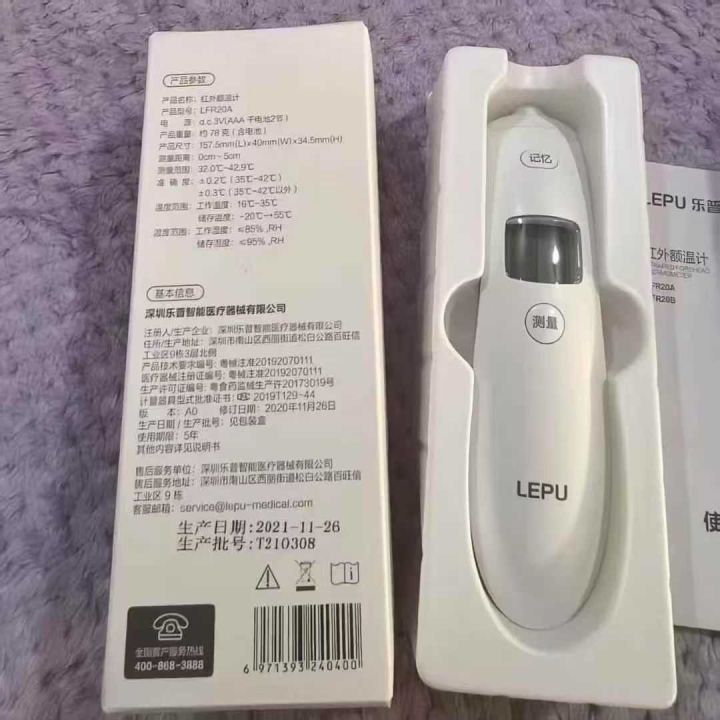 产品参数
产品名称: 红外额温计
产品型号: LFR20A
电 源: d.c.3V(AAA 干电池2节)
产品重量: 约78克(含电池)
产品尺寸: 157.5mm(L)×40mm(W)×34.5mm(H)
测量距离: 0cm~5cm
测量范围: 32.0℃~42.9℃
准 确 度: ±0.2℃(35℃~42℃)
±0.3℃(35℃~42℃以外)
温度范围: 工作温度: 16℃~35℃
储存温度: -20℃~+55℃
湿度范围: 工作湿度: ≤85%,RH
储存湿度: ≤95%,RH
基本信息
深圳乐普智能医疗器械有限公司
注册人/生产企业: 深圳乐普智能医疗器械有限公司
住所/生产地址: 深圳市南山区西丽街道松白公路百旺信
工业区9栋3层北侧
产品技术要求编号: 粤械注准20192070111
医疗器械注册证编号: 粤械注准20192070111
生产许可证编号: 粤食药监械生产许20173019号
计量器具型式批准证书: 2019T129-44
版 本: A0 修订日期: 2020年11月26日
生产日期/生产批号: 见包装盒
使用期限: 5年
其他内容详见说明书
售后服务单位: 深圳乐普智能医疗器械有限公司
售后服务地址: 深圳市南山区西丽街道松白公路百旺信
工业区9栋
客服邮箱: service@lepu-medical.com
生产日期: 2021-11-26
生产批号: T210308
全国客户服务热线
400-868-3888
6 971393 240400
记忆
测量
LEPU
LEPU 乐普
红外额温计
INFRARED FOREHEAD
THERMOMETER
LFR20A
LFR20B
使